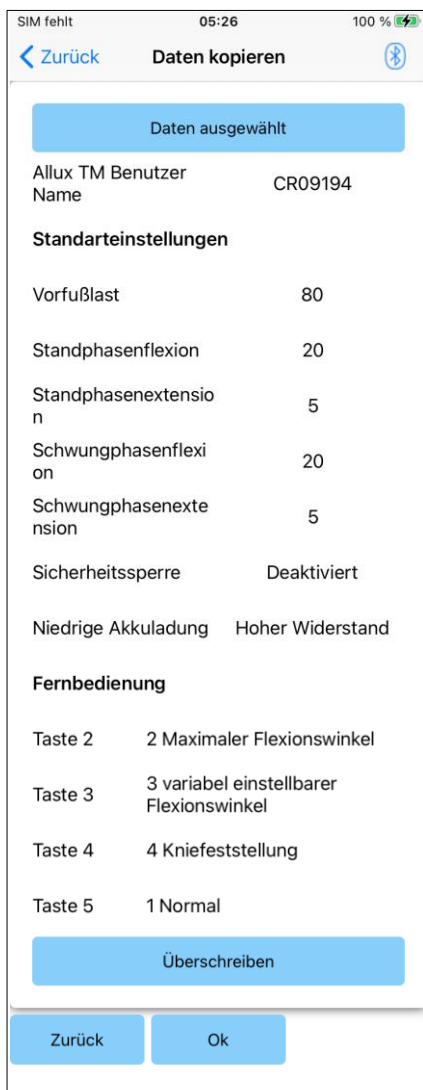 SIM fehlt 05:26 100 %
Zurück Daten kopieren
Daten ausgewählt
Allux TM Benutzer
Name CR09194
Standarteinstellungen
Vorfußlast 80
Standphasenflexion 20
Standphasenextensio
n 5
Schwungphasenflexi
on 20
Schwungphasenexte
nsion 5
Sicherheitssperre Deaktiviert
Niedrige Akkuladung Hoher Widerstand
Fernbedienung
Taste 2 2 Maximaler Flexionswinkel
Taste 3 3 variabel einstellbarer
Flexionswinkel
Taste 4 4 Kniefeststellung
Taste 5 1 Normal
Überschreiben
Zurück Ok